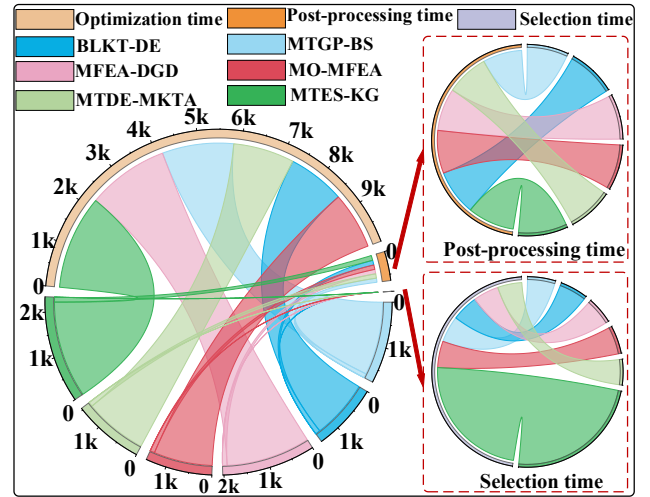 Optimization time
Post-processing time
Selection time
BLKT-DE
MTGP-BS
MFEA-DGD
MO-MFEA
MTDE-MKTA
MTES-KG
0
1k
2k
3k
4k
5k
6k
7k
8k
9k
0
0
1k
0
1k
0
1k
2k
0
1k
0
1k
0
1k
2k
Post-processing time
Selection time